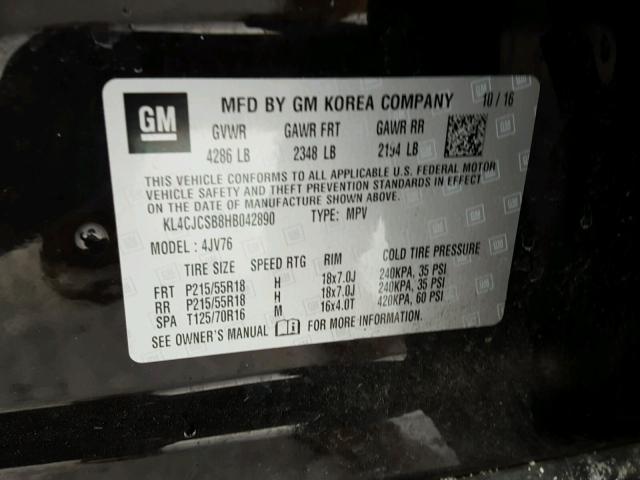 GM MFD BY GM KOREA COMPANY 10 / 16
GVWR GAWR FRT GAWR RR
4286 LB 2348 LB 2194 LB
THIS VEHICLE CONFORMS TO ALL APPLICABLE U.S. FEDERAL MOTOR
VEHICLE SAFETY AND THEFT PREVENTION STANDARDS IN EFFECT
ON THE DATE OF MANUFACTURE SHOWN ABOVE.
KL4CJCSB8HB042890 TYPE: MPV
MODEL: 4JV76
TIRE SIZE SPEED RTG RIM COLD TIRE PRESSURE
FRT P215/55R18 H 18x7.0J 240KPA, 35 PSI
RR P215/55R18 H 18x7.0J 240KPA, 35 PSI
SPA T125/70R16 M 16x4.0T 420KPA, 60 PSI
SEE OWNER'S MANUAL FOR MORE INFORMATION.